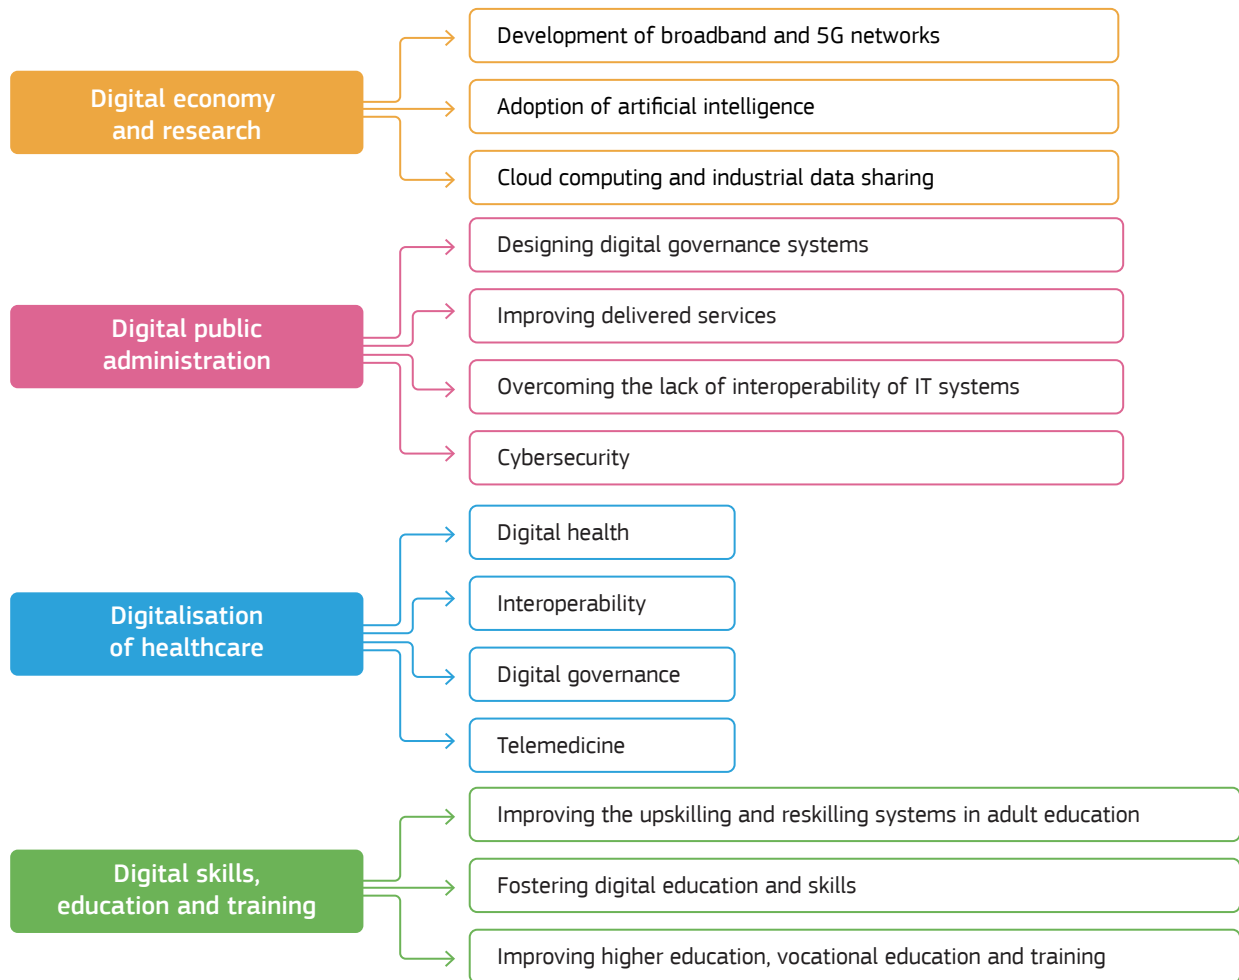 Digital economy
and research
Development of broadband and 5G networks
Adoption of artificial intelligence
Cloud computing and industrial data sharing
Digital public
administration
Designing digital governance systems
Improving delivered services
Overcoming the lack of interoperability of IT systems
Cybersecurity
Digitalisation
of healthcare
Digital health
Interoperability
Digital governance
Telemedicine
Digital skills,
education and training
Improving the upskilling and reskilling systems in adult education
Fostering digital education and skills
Improving higher education, vocational education and training